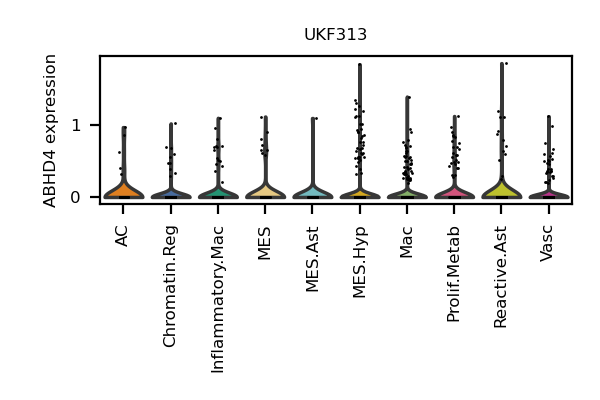 UKF313
ABHD4 expression
1
0
AC
Chromatin.Reg
Inflammatory.Mac
MES
MES.Ast
MES.Hyp
Mac
Prolif.Metab
Reactive.Ast
Vasc